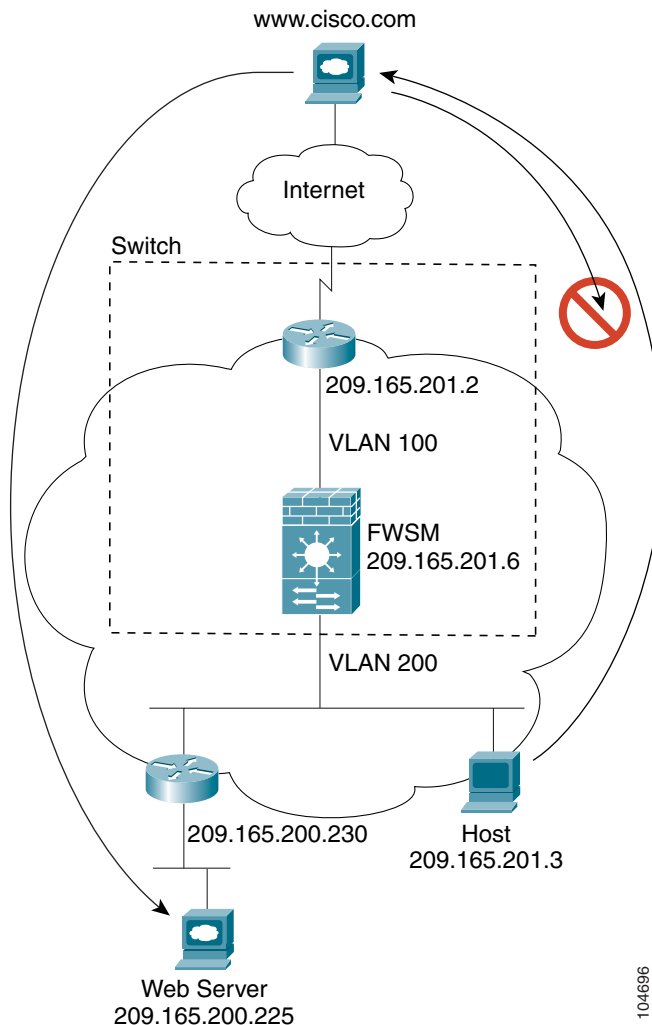 www.cisco.com
Internet
Switch
209.165.201.2
VLAN 100
FWSM
209.165.201.6
VLAN 200
209.165.200.230
Host
209.165.201.3
Web Server
209.165.200.225
104696